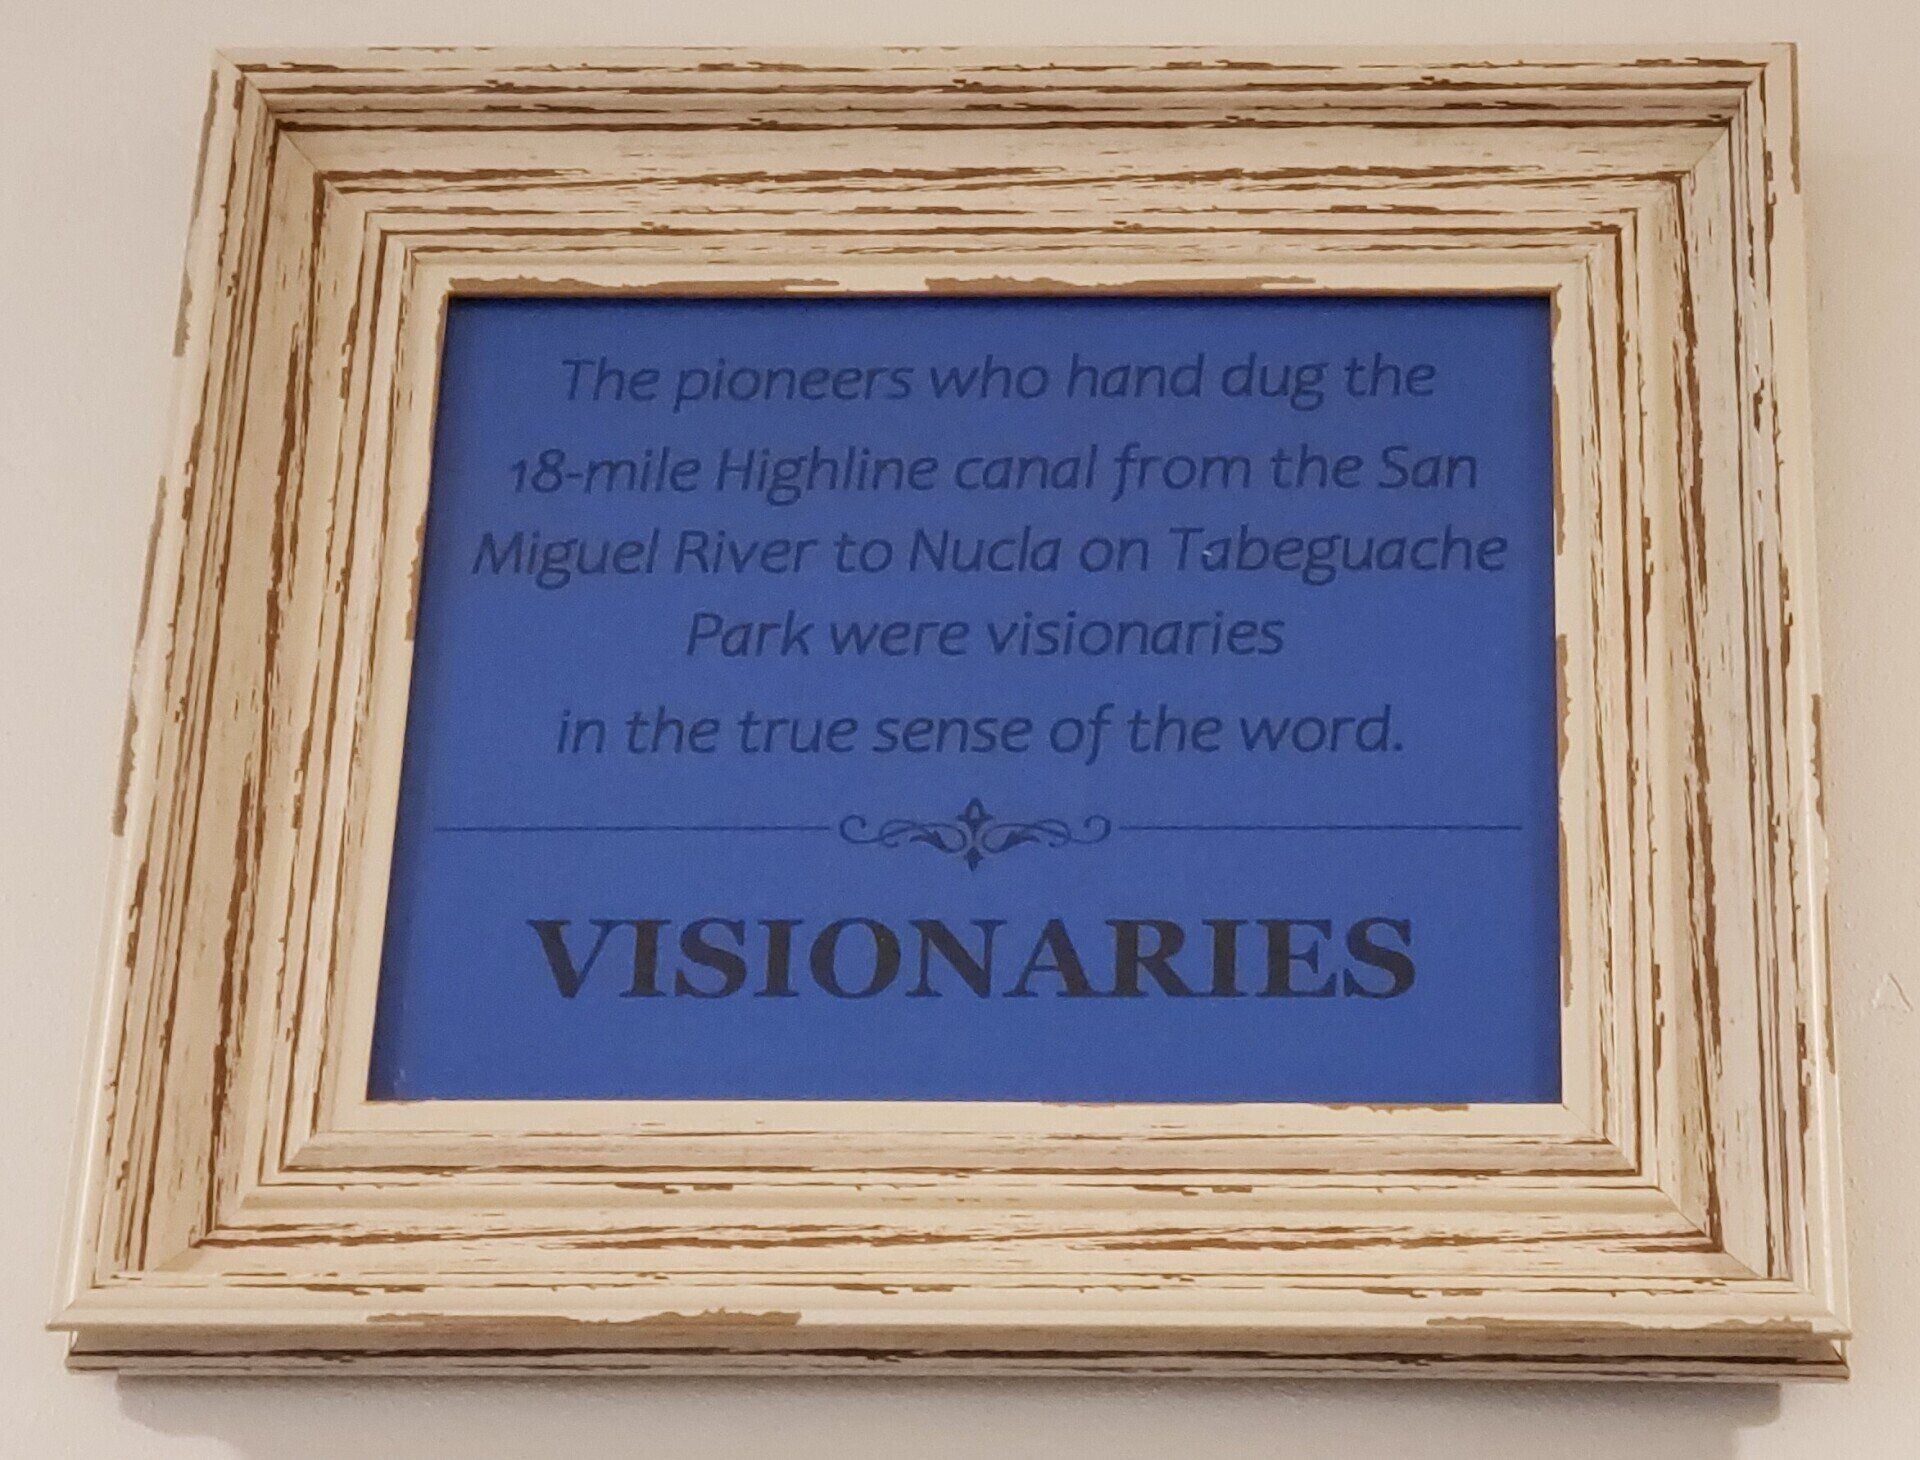 The pioneers who hand dug the
18-mile Highline canal from the San
Miguel River to Nucla on Tabeguache
Park were visionaries
in the true sense of the word.
VISIONARIES